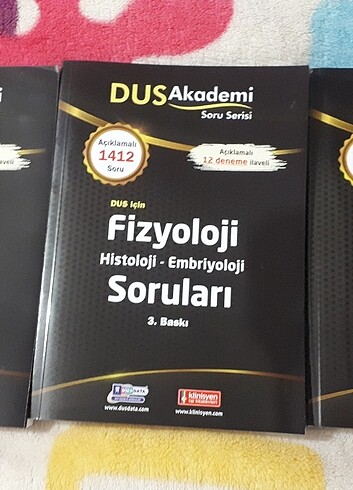 DUS Akademi
Soru Serisi
Açıklamalı
1412
Soru
Açıklamalı
12 deneme ilaveli
DUS için
Fizyoloji
Histoloji - Embriyoloji
Soruları
3. Baskı
www.dusdata.com
klinisyen
www.klinisyen.com